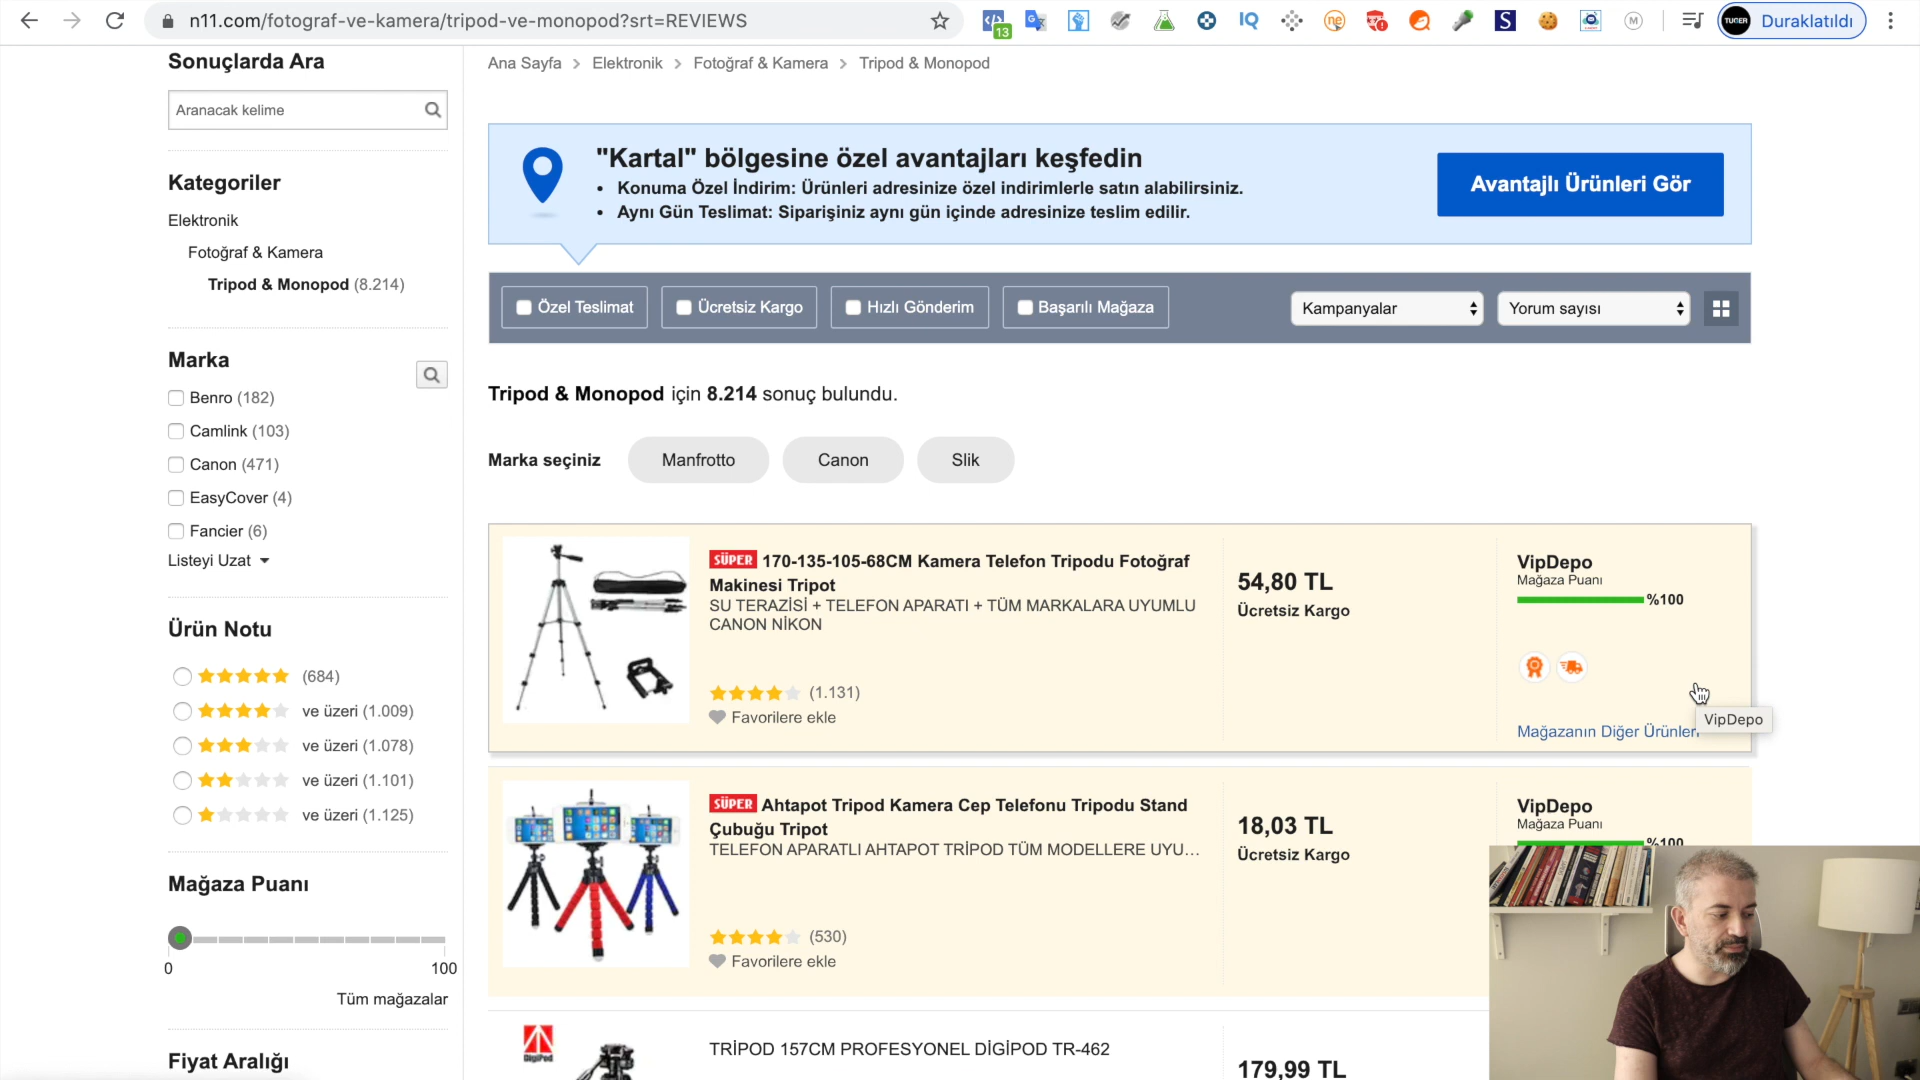 n11.com/fotograf-ve-kamera/tripod-ve-monopod?srt=REVIEWS
13
IQ
ne
S
M
TUNER
Duraklatıldı
Sonuçlarda Ara
Aranacak kelime
Kategoriler
Elektronik
Fotoğraf & Kamera
Tripod & Monopod (8.214)
Marka
Benro (182)
Camlink (103)
Canon (471)
EasyCover (4)
Fancier (6)
Listeyi Uzat
Ürün Notu
(684)
ve üzeri (1.009)
ve üzeri (1.078)
ve üzeri (1.101)
ve üzeri (1.125)
Mağaza Puanı
0 100
Tüm mağazalar
Fiyat Aralığı
Ana Sayfa > Elektronik > Fotoğraf & Kamera > Tripod & Monopod
"Kartal" bölgesine özel avantajları keşfedin
• Konuma Özel İndirim: Ürünleri adresinize özel indirimlerle satın alabilirsiniz.
• Aynı Gün Teslimat: Siparişiniz aynı gün içinde adresinize teslim edilir.
Avantajlı Ürünleri Gör
Özel Teslimat
Ücretsiz Kargo
Hızlı Gönderim
Başarılı Mağaza
Kampanyalar
Yorum sayısı
Tripod & Monopod için 8.214 sonuç bulundu.
Marka seçiniz
Manfrotto
Canon
Slik
SÜPER 170-135-105-68CM Kamera Telefon Tripodu Fotoğraf
Makinesi Tripot
SU TERAZİSİ + TELEFON APARATI + TÜM MARKALARA UYUMLU
CANON NİKON
(1.131)
Favorilere ekle
54,80 TL
Ücretsiz Kargo
VipDepo
Mağaza Puanı
%100
Mağazanın Diğer Ürünleri
VipDepo
SÜPER Ahtapot Tripod Kamera Cep Telefonu Tripodu Stand
Çubuğu Tripot
TELEFON APARATLI AHTAPOT TRİPOD TÜM MODELLERE UYU...
(530)
Favorilere ekle
18,03 TL
Ücretsiz Kargo
VipDepo
Mağaza Puanı
%100
DigiPod
TRİPOD 157CM PROFESYONEL DİGİPOD TR-462
179,99 TL